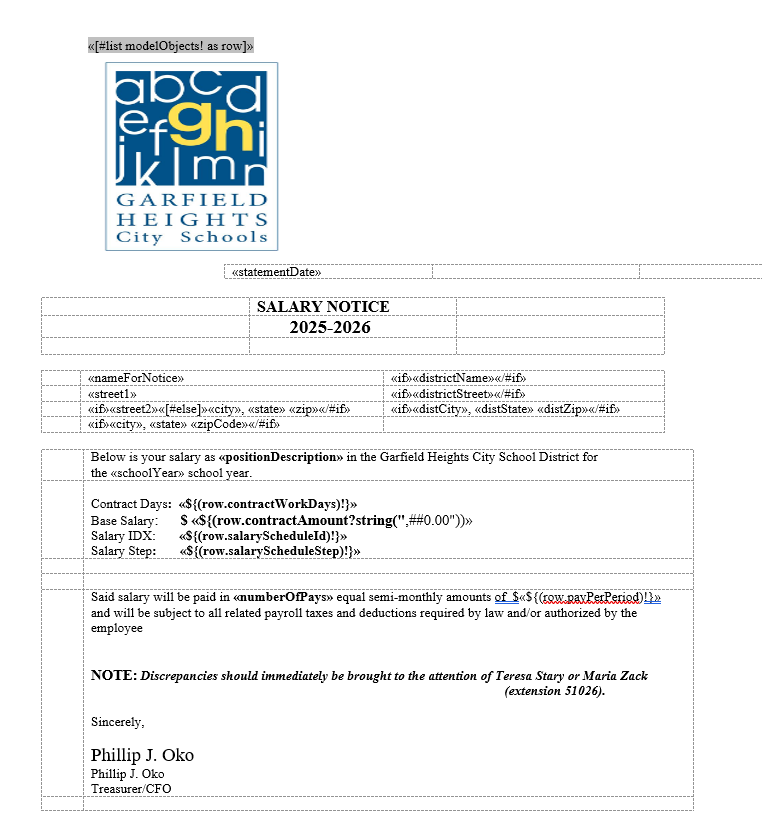 «[#list modelObjects! as row]»
abcd
efghi
jklmn
GARFIELD
HEIGHTS
City Schools
«statementDate»
SALARY NOTICE
2025-2026
«nameForNotice» «if»«districtName»«/#if»
«street1» «if»«districtStreet»«/#if»
«if»«street2»«[#else]»«city», «state» «zip»«/#if» «if»«distCity», «distState» «distZip»«/#if»
«if»«city», «state» «zipCode»«/#if»
Below is your salary as «positionDescription» in the Garfield Heights City School District for
the «schoolYear» school year.
Contract Days: «${(row.contractWorkDays)!}»
Base Salary: $ «${(row.contractAmount?string(",##0.00"))»
Salary IDX: «${(row.salaryScheduleId)!}»
Salary Step: «${(row.salaryScheduleStep)!}»
Said salary will be paid in «numberOfPays» equal semi-monthly amounts of $«${(row.payPerPeriod)!}»
and will be subject to all related payroll taxes and deductions required by law and/or authorized by the
employee
NOTE: Discrepancies should immediately be brought to the attention of Teresa Stary or Maria Zack
(extension 51026).
Sincerely,
Phillip J. Oko
Phillip J. Oko
Treasurer/CFO